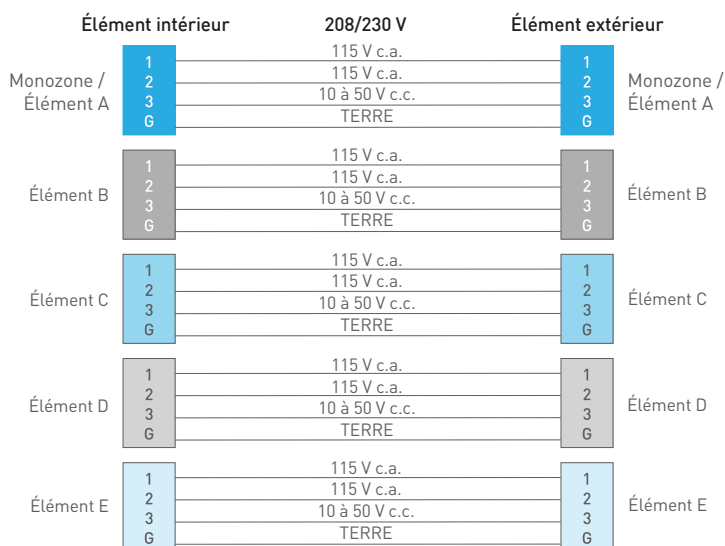 Élément intérieur 208/230 V Élément extérieur
Monozone / Élément A
1
2
3
G
115 V c.a.
115 V c.a.
10 à 50 V c.c.
TERRE
1
2
3
G
Monozone / Élément A
Élément B
1
2
3
G
115 V c.a.
115 V c.a.
10 à 50 V c.c.
TERRE
1
2
3
G
Élément B
Élément C
1
2
3
G
115 V c.a.
115 V c.a.
10 à 50 V c.c.
TERRE
1
2
3
G
Élément C
Élément D
1
2
3
G
115 V c.a.
115 V c.a.
10 à 50 V c.c.
TERRE
1
2
3
G
Élément D
Élément E
1
2
3
G
115 V c.a.
115 V c.a.
10 à 50 V c.c.
TERRE
1
2
3
G
Élément E